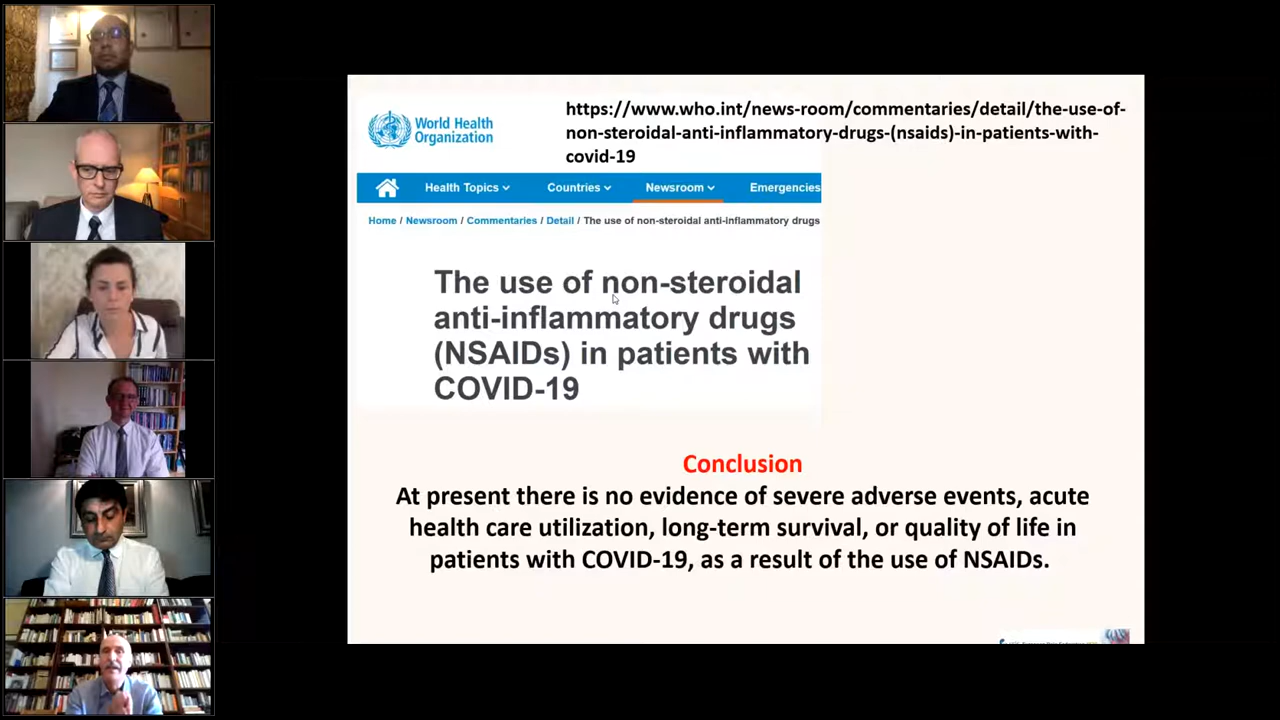 World Health
Organization
https://www.who.int/news-room/commentaries/detail/the-use-of-
non-steroidal-anti-inflammatory-drugs-(nsaids)-in-patients-with-
covid-19
Health Topics Countries Newsroom Emergencies
Home / Newsroom / Commentaries / Detail / The use of non-steroidal anti-inflammatory drugs
The use of non-steroidal
anti-inflammatory drugs
(NSAIDs) in patients with
COVID-19
Conclusion
At present there is no evidence of severe adverse events, acute
health care utilization, long-term survival, or quality of life in
patients with COVID-19, as a result of the use of NSAIDs.